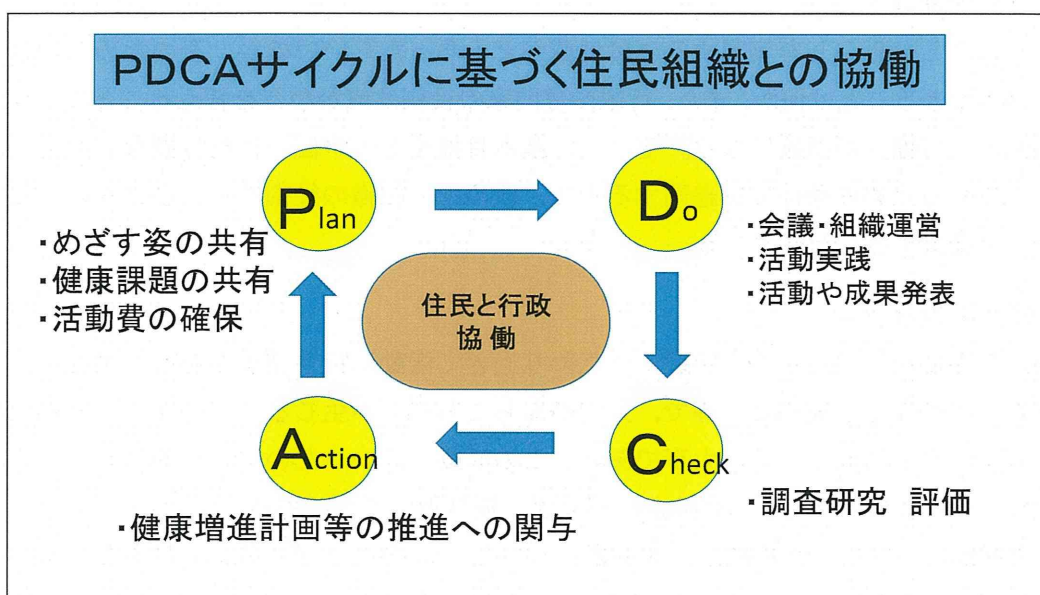 PDCAサイクルに基づく住民組織との協働
Plan
Do
・めざす姿の共有
・健康課題の共有
・活動費の確保
・会議・組織運営
・活動実践
・活動や成果発表
住民と行政
協 働
Action
Check
・調査研究　評価
・健康増進計画等の推進への関与